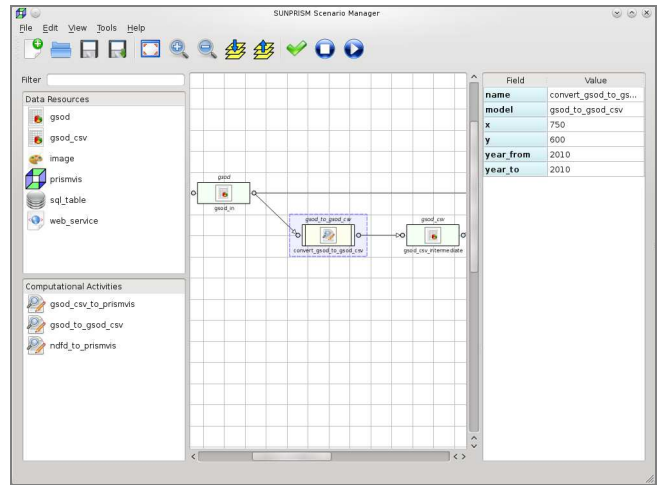 SUNPRISM Scenario Manager
File Edit View Tools Help
Filter
Data Resources
gsod
gsod_csv
image
prismvis
sql_table
web_service
Computational Activities
gsod_csv_to_prismvis
gsod_to_gsod_csv
ndfd_to_prismvis
gsod
gsod_in
gsod_to_gsod_csv
convert_gsod_to_gsod_csv
gsod_csv
gsod_csv_intermediate
Field Value
name convert_gsod_to_gs...
model gsod_to_gsod_csv
x 750
y 600
year_from 2010
year_to 2010